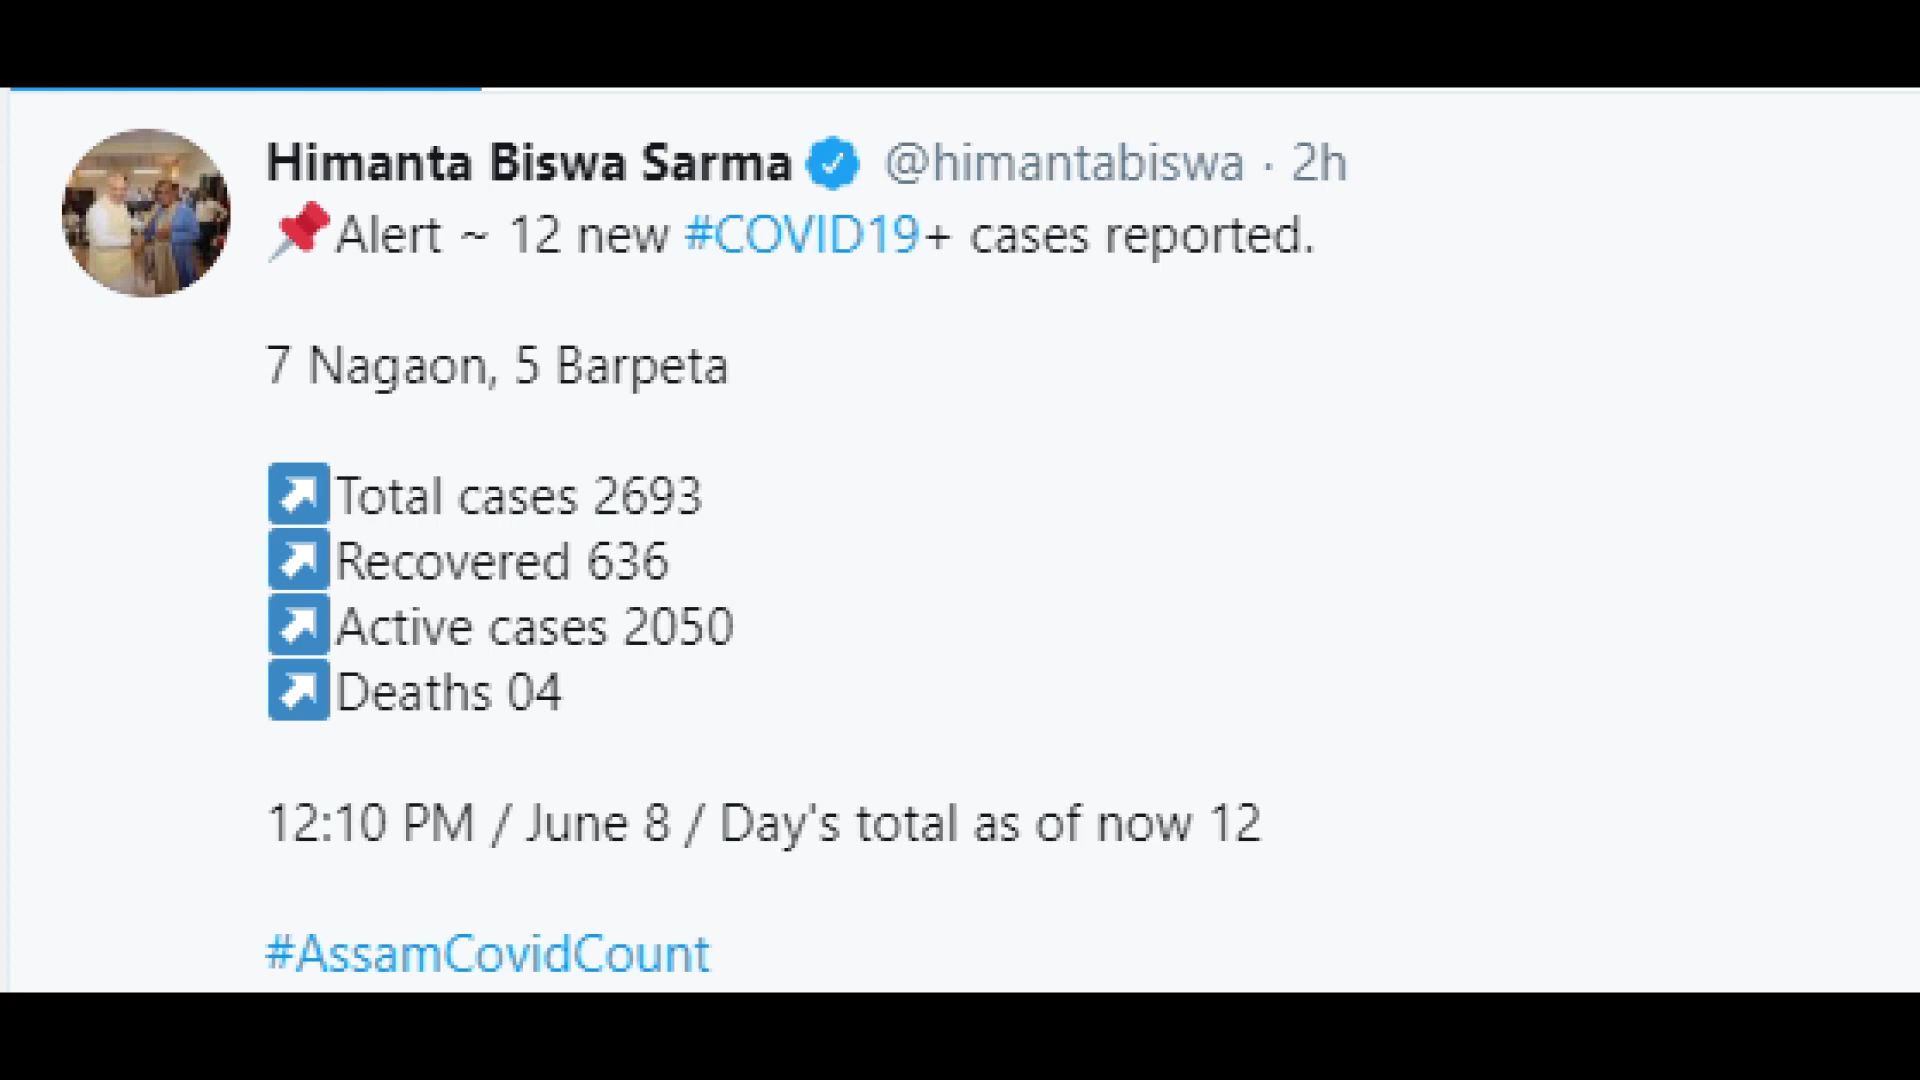 Himanta Biswa Sarma @himantabiswa · 2h
📌Alert ~ 12 new #COVID19+ cases reported.
7 Nagaon, 5 Barpeta
↗Total cases 2693
↗Recovered 636
↗Active cases 2050
↗Deaths 04
12:10 PM / June 8 / Day's total as of now 12
#AssamCovidCount